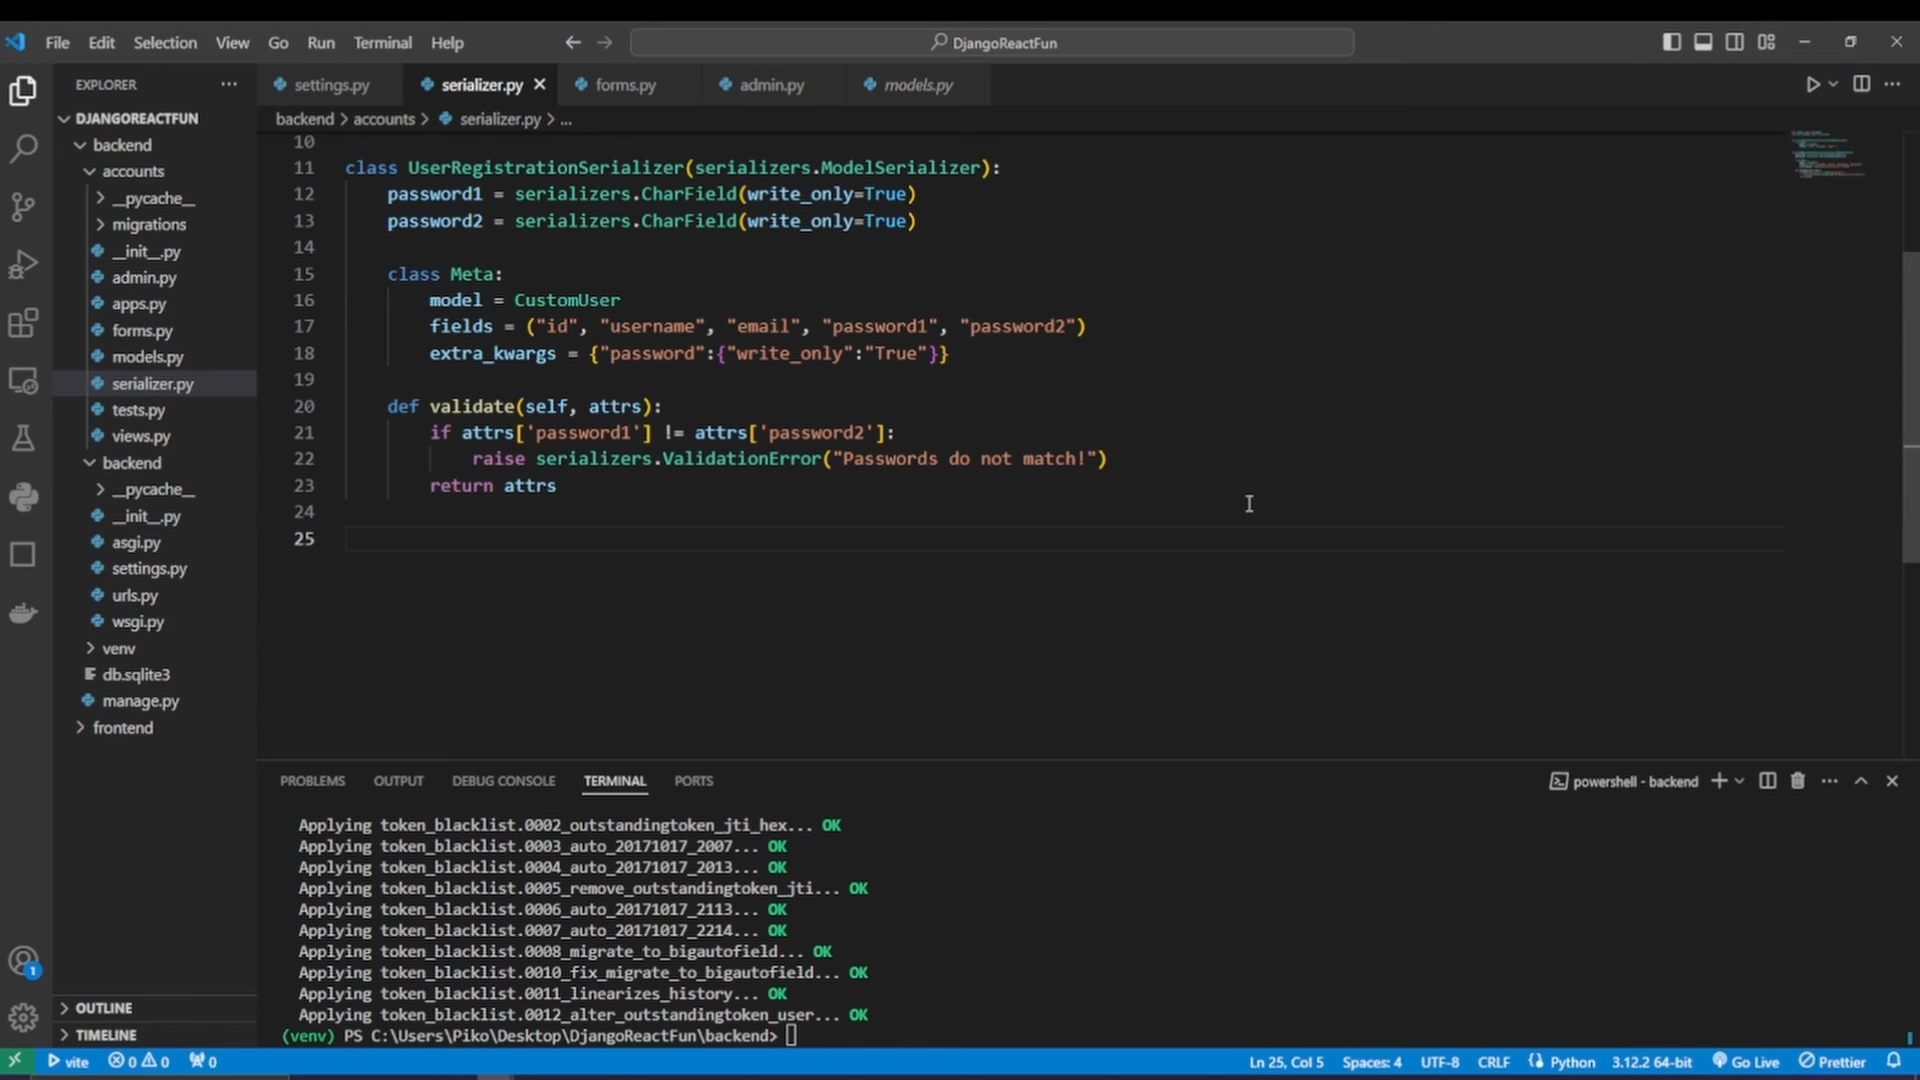 File Edit Selection View Go Run Terminal Help
DjangoReactFun
EXPLORER
settings.py serializer.py forms.py admin.py models.py
backend > accounts > serializer.py > ...
DJANGOREACTFUN
backend
accounts
__pycache__
migrations
__init__.py
admin.py
apps.py
forms.py
models.py
serializer.py
tests.py
views.py
backend
__pycache__
__init__.py
asgi.py
settings.py
urls.py
wsgi.py
venv
db.sqlite3
manage.py
frontend
OUTLINE
TIMELINE
10
11 class UserRegistrationSerializer(serializers.ModelSerializer):
12 password1 = serializers.CharField(write_only=True)
13 password2 = serializers.CharField(write_only=True)
14
15 class Meta:
16 model = CustomUser
17 fields = ("id", "username", "email", "password1", "password2")
18 extra_kwargs = {"password":{"write_only":"True"}}
19
20 def validate(self, attrs):
21 if attrs['password1'] != attrs['password2']:
22 raise serializers.ValidationError("Passwords do not match!")
23 return attrs
24
25
PROBLEMS OUTPUT DEBUG CONSOLE TERMINAL PORTS
powershell - backend
Applying token_blacklist.0002_outstandingtoken_jti_hex... OK
Applying token_blacklist.0003_auto_20171017_2007... OK
Applying token_blacklist.0004_auto_20171017_2013... OK
Applying token_blacklist.0005_remove_outstandingtoken_jti... OK
Applying token_blacklist.0006_auto_20171017_2113... OK
Applying token_blacklist.0007_auto_20171017_2214... OK
Applying token_blacklist.0008_migrate_to_bigautofield... OK
Applying token_blacklist.0010_fix_migrate_to_bigautofield... OK
Applying token_blacklist.0011_linearizes_history... OK
Applying token_blacklist.0012_alter_outstandingtoken_user... OK
(venv) PS C:\Users\Piko\Desktop\DjangoReactFun\backend>
1
vite 0 0 0
Ln 25, Col 5 Spaces: 4 UTF-8 CRLF Python 3.12.2 64-bit Go Live Prettier